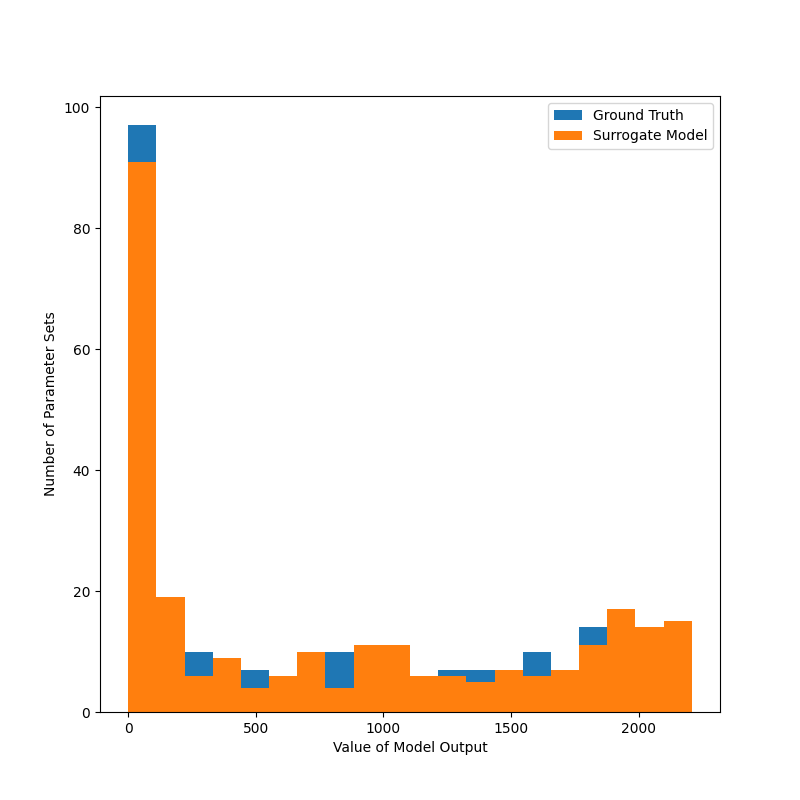 Ground Truth
Surrogate Model
100
80
60
40
20
0
Number of Parameter Sets
0 500 1000 1500 2000
Value of Model Output